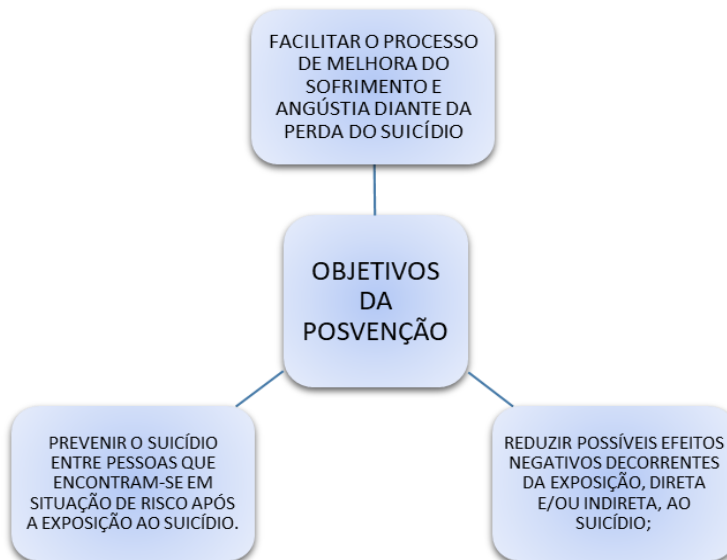 FACILITAR O PROCESSO
DE MELHORA DO
SOFRIMENTO E
ANGÚSTIA DIANTE DA
PERDA DO SUICÍDIO
OBJETIVOS
DA
POSVENÇÃO
PREVENIR O SUICÍDIO
ENTRE PESSOAS QUE
ENCONTRAM-SE EM
SITUAÇÃO DE RISCO APÓS
A EXPOSIÇÃO AO SUICÍDIO.
REDUZIR POSSÍVEIS EFEITOS
NEGATIVOS DECORRENTES
DA EXPOSIÇÃO, DIRETA
E/OU INDIRETA, AO
SUICÍDIO;